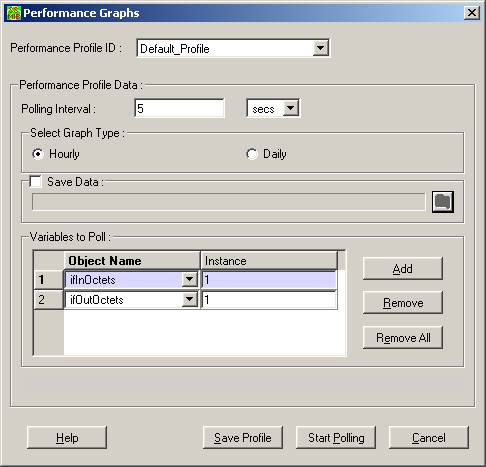 Performance Graphs
Performance Profile ID : Default_Profile
Performance Profile Data :
Polling Interval : 5 secs
Select Graph Type :
Hourly Daily
Save Data :
Variables to Poll :
Object Name Instance
1 ifInOctets 1
2 ifOutOctets 1
Add
Remove
Remove All
Help Save Profile Start Polling Cancel